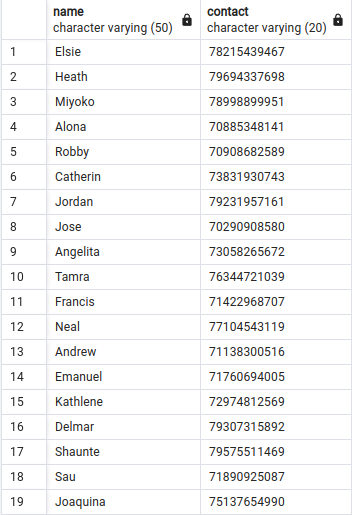 name contact
character varying (50) character varying (20)
1 Elsie 78215439467
2 Heath 79694337698
3 Miyoko 78998899951
4 Alona 70885348141
5 Robby 70908682589
6 Catherin 73831930743
7 Jordan 79231957161
8 Jose 70290908580
9 Angelita 73058265672
10 Tamra 76344721039
11 Francis 71422968707
12 Neal 77104543119
13 Andrew 71138300516
14 Emanuel 71760694005
15 Kathlene 72974812569
16 Delmar 79307315892
17 Shaunte 79575511469
18 Sau 71890925087
19 Joaquina 75137654990